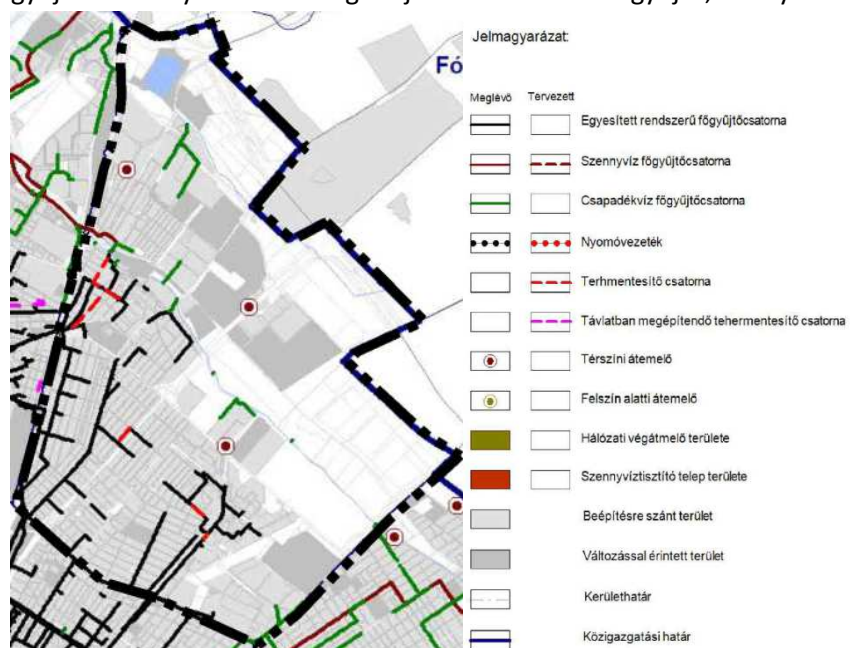 Fó
Jelmagyarázat:
Meglévő Tervezett
Egyesített rendszerű főgyűjtőcsatorna
Szennyvíz főgyűjtőcsatorna
Csapadékvíz főgyűjtőcsatorna
Nyomóvezeték
Terhmentesítő csatorna
Távlatban megépítendő tehermentesítő csatorna
Térszíni átemelő
Felszín alatti átemelő
Hálózati végátmelő területe
Szennyvíztisztító telep területe
Beépítésre szánt terület
Változással érintett terület
Kerülethatár
Közigazgatási határ